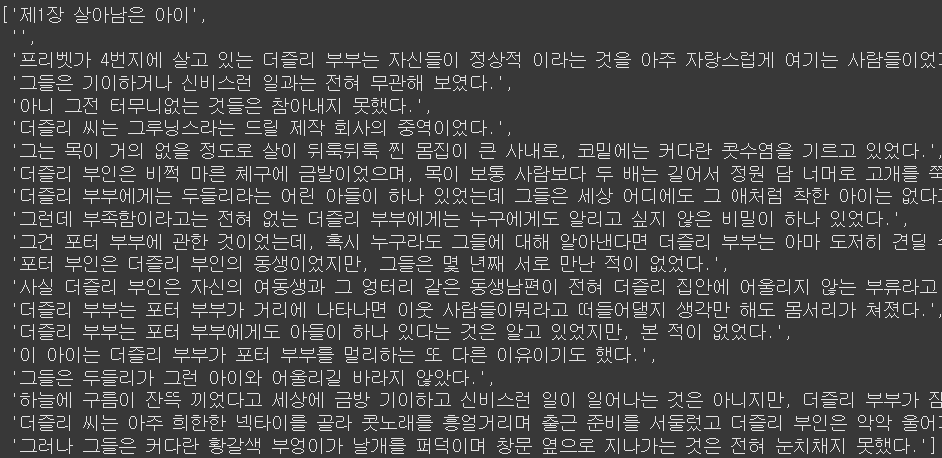 ['제1장 살아남은 아이',
'',
'프리벳가 4번지에 살고 있는 더즐리 부부는 자신들이 정상적 이라는 것을 아주 자랑스럽게 여기는 사람들이었
'그들은 기이하거나 신비스런 일과는 전혀 무관해 보였다.',
'아니 그전 터무니없는 것들은 참아내지 못했다.',
'더즐리 씨는 그루닝스라는 드릴 제작 회사의 중역이었다.',
'그는 목이 거의 없을 정도로 살이 뒤룩뒤룩 찐 몸집이 큰 사내로, 코밑에는 커다란 콧수염을 기르고 있었다.',
'더즐리 부인은 비쩍 마른 체구에 금발이었으며, 목이 보통 사람보다 두 배는 길어서 정원 담 너머로 고개를 쭉
'더즐리 부부에게는 두들리라는 어린 아들이 하나 있었는데 그들은 세상 어디에도 그 애처럼 착한 아이는 없다
'그런데 부족함이라고는 전혀 없는 더즐리 부부에게는 누구에게도 알리고 싶지 않은 비밀이 하나 있었다.',
'그건 포터 부부에 관한 것이었는데, 혹시 누구라도 그들에 대해 알아낸다면 더즐리 부부는 아마 도저히 견딜
'포터 부인은 더즐리 부인의 동생이었지만, 그들은 몇 년째 서로 만난 적이 없었다.',
'사실 더즐리 부인은 자신의 여동생과 그 엉터리 같은 동생남편이 전혀 더즐리 집안에 어울리지 않는 부류라고
'더즐리 부부는 포터 부부가 거리에 나타나면 이웃 사람들이뭐라고 떠들어댈지 생각만 해도 몸서리가 쳐졌다.',
'더즐리 부부는 포터 부부에게도 아들이 하나 있다는 것은 알고 있었지만, 본 적이 없었다.',
'이 아이는 더즐리 부부가 포터 부부를 멀리하는 또 다른 이유이기도 했다.',
'그들은 두들리가 그런 아이와 어울리길 바라지 않았다.',
'하늘에 구름이 잔뜩 끼었다고 세상에 금방 기이하고 신비스런 일이 일어나는 것은 아니지만, 더즐리 부부가
'더즐리 씨는 아주 희한한 넥타이를 골라 콧노래를 흥얼거리며 출근 준비를 서둘렀고 더즐리 부인은 악악 울어
'그러나 그들은 커다란 황갈색 부엉이가 날개를 퍼덕이며 창문 옆으로 지나가는 것은 전혀 눈치채지 못했다.']